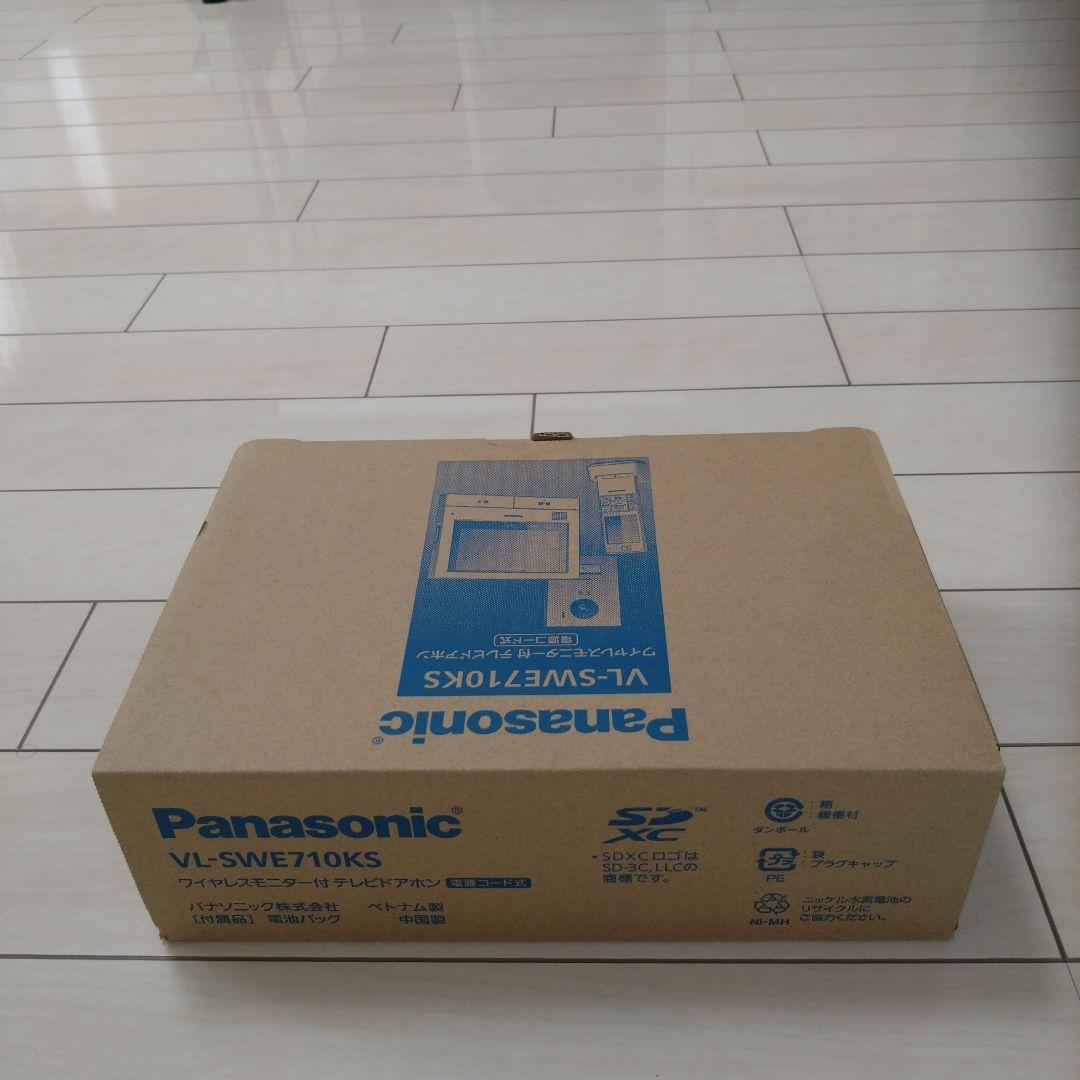 Panasonic®
VL-SWE710KS
ワイヤレスモニター付 テレビドアホン
電源コード式
Panasonic®
VL-SWE710KS
ワイヤレスモニター付 テレビドアホン 電源コード式
パナソニック株式会社 ベトナム製
[付属品] 電池パック 中国製
SD XC™
・SDXCロゴは
SD-3C, LLCの
商標です。
：箱
：緩衝材
ダンボール
プラ
：袋
：プラグキャップ
PE
Ni-MH
ニッケル水素電池の
リサイクルに
ご協力ください。